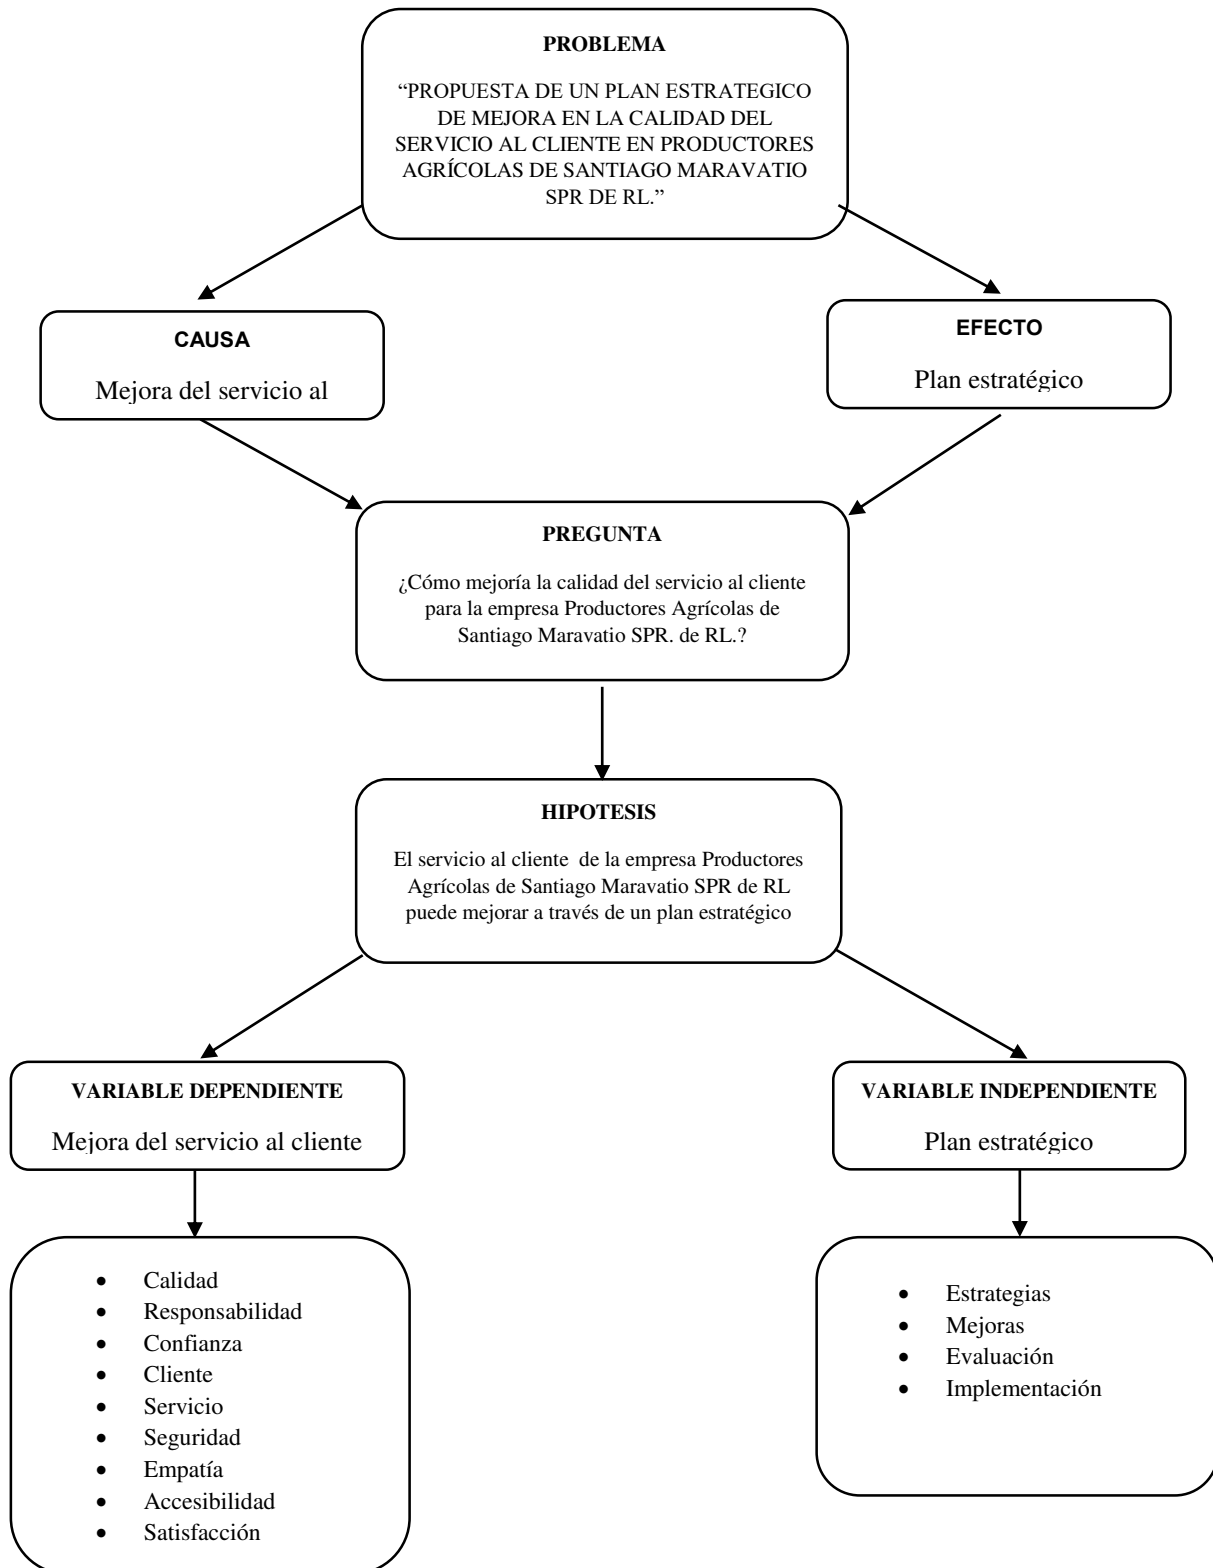 PROBLEMA
“PROPUESTA DE UN PLAN ESTRATEGICO
DE MEJORA EN LA CALIDAD DEL
SERVICIO AL CLIENTE EN PRODUCTORES
AGRÍCOLAS DE SANTIAGO MARAVATIO
SPR DE RL.”
CAUSA
Mejora del servicio al
EFECTO
Plan estratégico
PREGUNTA
¿Cómo mejoría la calidad del servicio al cliente
para la empresa Productores Agrícolas de
Santiago Maravatio SPR. de RL.?
HIPOTESIS
El servicio al cliente  de la empresa Productores
Agrícolas de Santiago Maravatio SPR de RL
puede mejorar a través de un plan estratégico
VARIABLE DEPENDIENTE
Mejora del servicio al cliente
VARIABLE INDEPENDIENTE
Plan estratégico
• Calidad
• Responsabilidad
• Confianza
• Cliente
• Servicio
• Seguridad
• Empatía
• Accesibilidad
• Satisfacción
• Estrategias
• Mejoras
• Evaluación
• Implementación